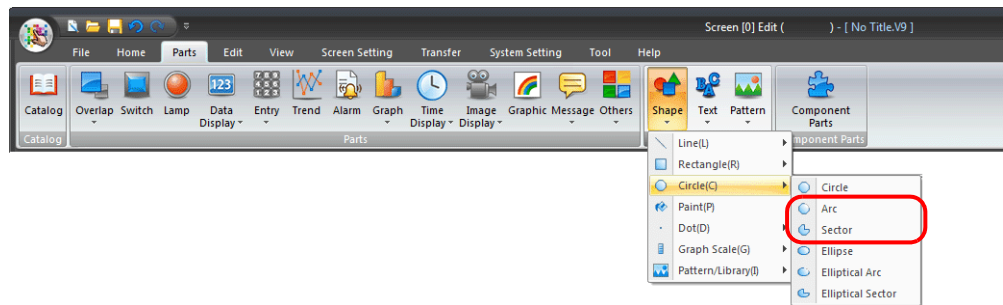 Screen [0] Edit ( ) - [ No Title.V9 ]
File Home Parts Edit View Screen Setting Transfer System Setting Tool Help
123
Catalog Overlap Switch Lamp Data Display Entry Trend Alarm Graph Time Display Image Display Graphic Message Others Shape Text Pattern Component Parts
Catalog Parts mponent Parts
Line(L)
Rectangle(R)
Circle(C) Circle
Paint(P) Arc
Dot(D) Sector
Graph Scale(G) Ellipse
Pattern/Library(I) Elliptical Arc
Elliptical Sector